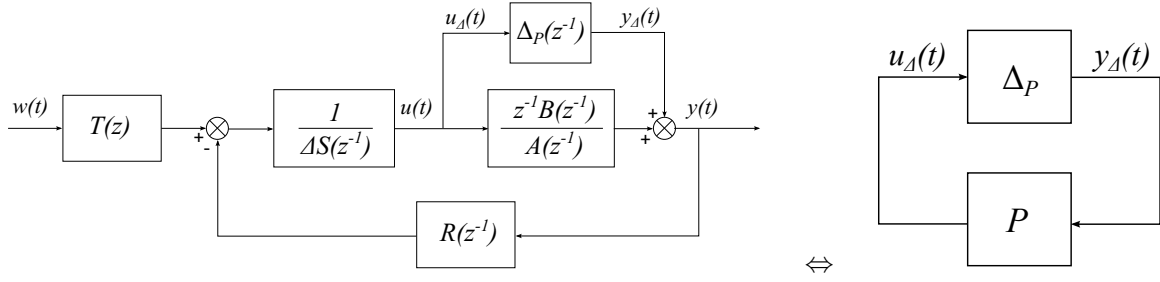 u_Δ(t)
Δ_P(z^{-1})
y_Δ(t)
w(t)
T(z)
+
-
1
ΔS(z^{-1})
u(t)
z^{-1}B(z^{-1})
A(z^{-1})
+
+
y(t)
R(z^{-1})
⇔
u_Δ(t)
Δ_P
y_Δ(t)
P